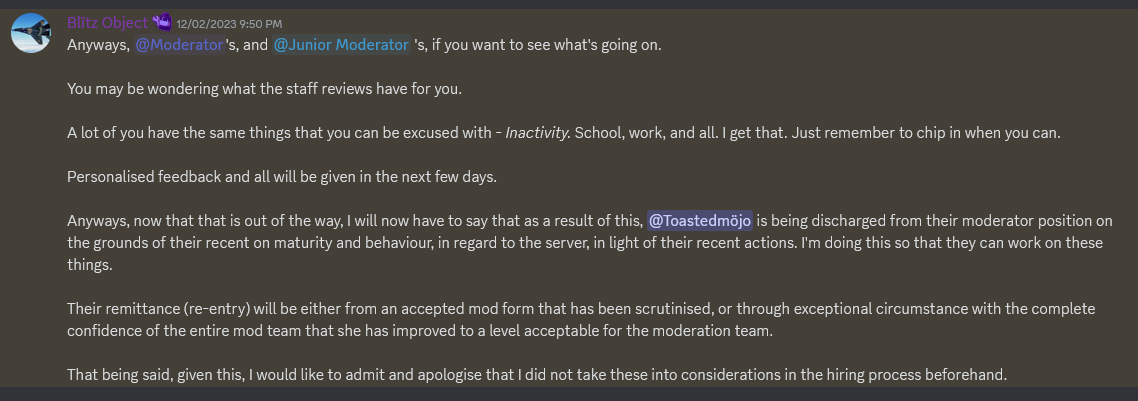 Blïtz Object 12/02/2023 9:50 PM
Anyways, @Moderator's, and @Junior Moderator 's, if you want to see what's going on.
You may be wondering what the staff reviews have for you.
A lot of you have the same things that you can be excused with - Inactivity. School, work, and all. I get that. Just remember to chip in when you can.
Personalised feedback and all will be given in the next few days.
Anyways, now that that is out of the way, I will now have to say that as a result of this, @Toastedmöjo is being discharged from their moderator position on
the grounds of their recent on maturity and behaviour, in regard to the server, in light of their recent actions. I'm doing this so that they can work on these
things.
Their remittance (re-entry) will be either from an accepted mod form that has been scrutinised, or through exceptional circumstance with the complete
confidence of the entire mod team that she has improved to a level acceptable for the moderation team.
That being said, given this, I would like to admit and apologise that I did not take these into considerations in the hiring process beforehand.